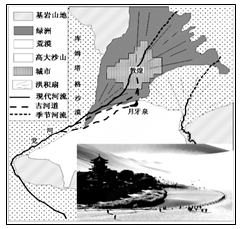 基岩山地
绿洲
荒漠
高大沙山
城市
洪积扇
现代河流
古河道
季节河流
库姆塔格沙漠
敦煌
月牙泉
党
河